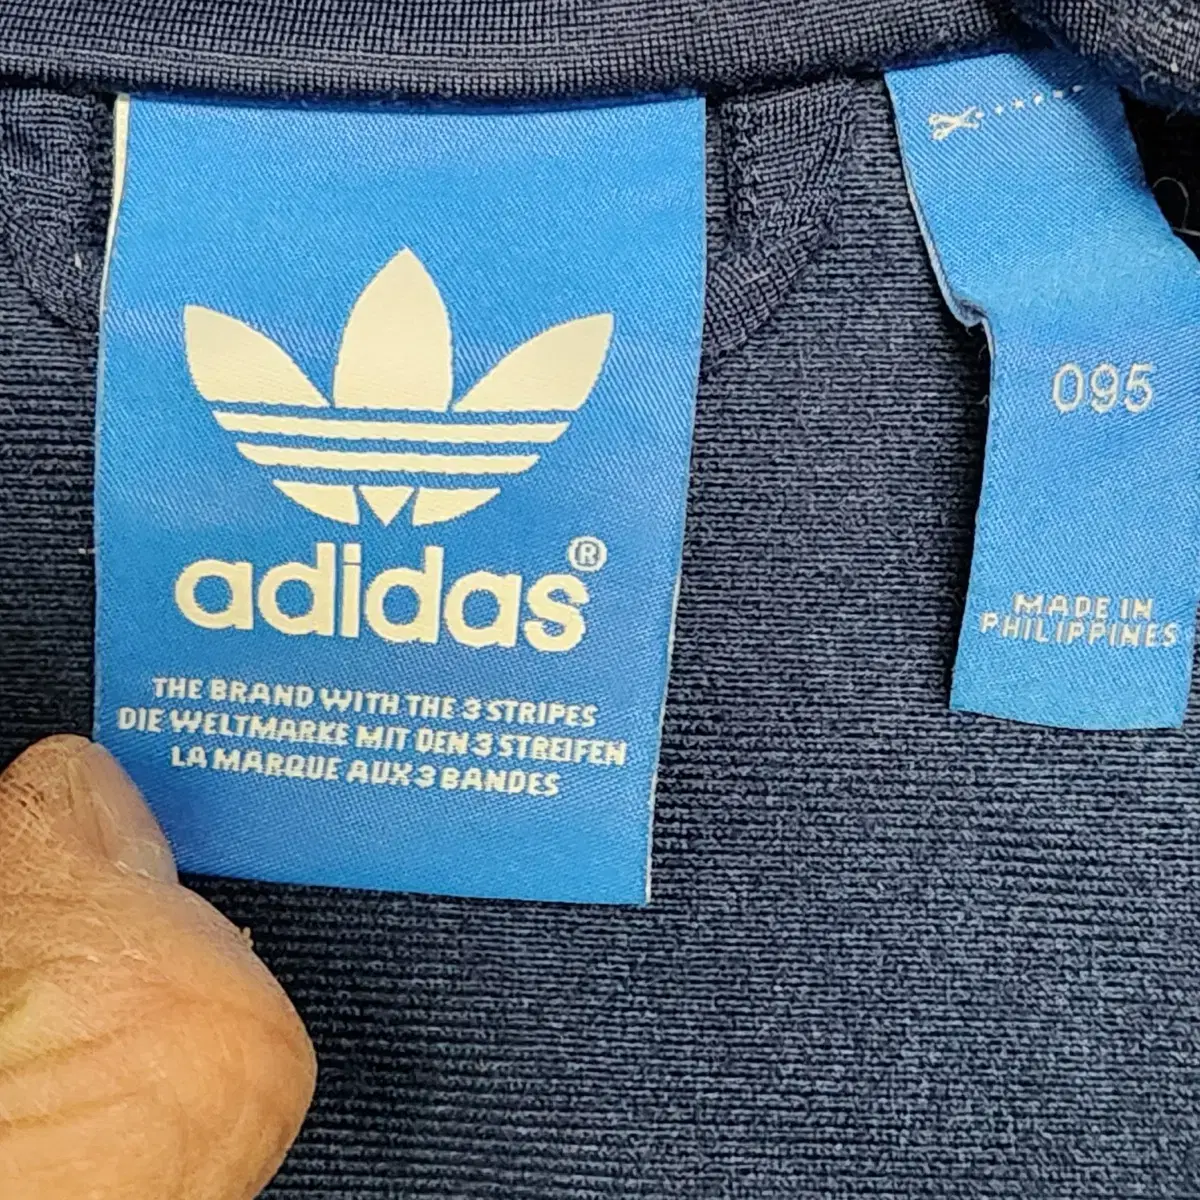 adidas®
THE BRAND WITH THE 3 STRIPES
DIE WELTMARKE MIT DEN 3 STREIFEN
LA MARQUE AUX 3 BANDES
095
MADE IN
PHILIPPINES